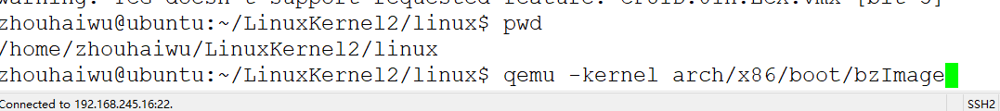 warning: TCG doesn't support requested feature: CPUID.01H:ECX.vmx [bit 5]
zhouhaiwu@ubuntu:~/LinuxKernel2/linux$ pwd
/home/zhouhaiwu/LinuxKernel2/linux
zhouhaiwu@ubuntu:~/LinuxKernel2/linux$ qemu -kernel arch/x86/boot/bzImage
Connected to 192.168.245.16:22.
SSH2